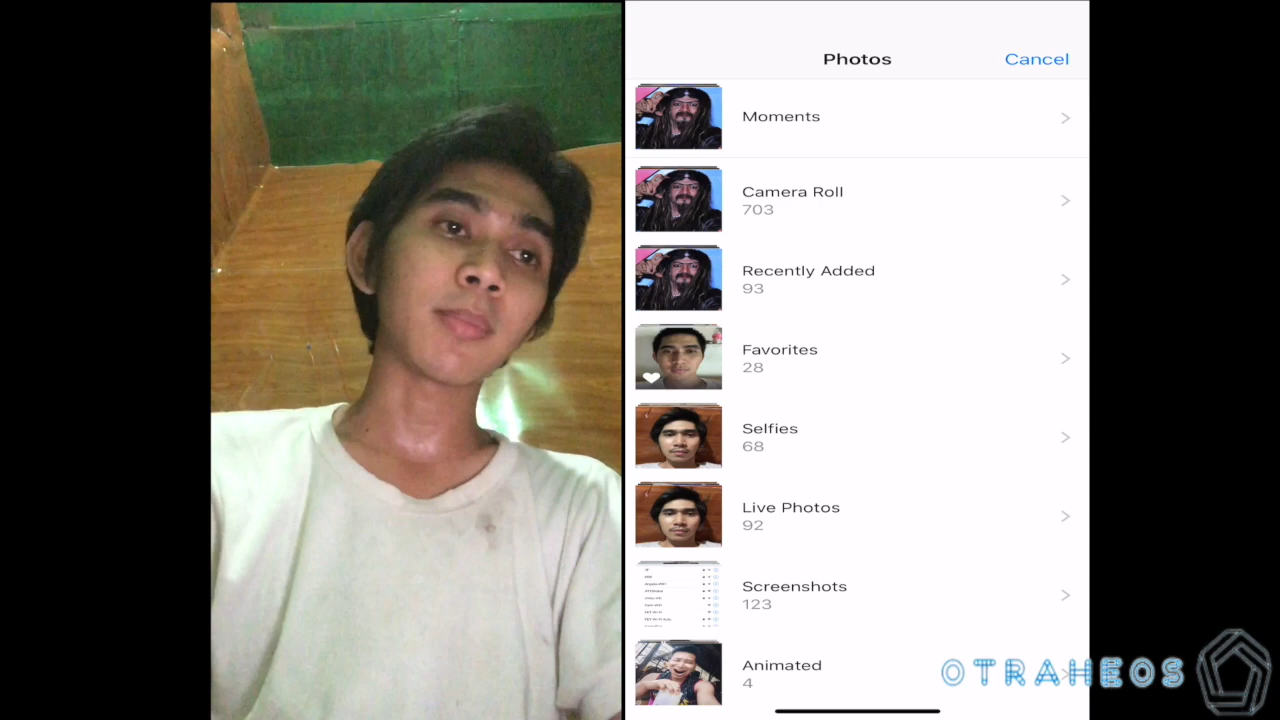 Photos
Cancel
Moments
Camera Roll
703
Recently Added
93
Favorites
28
Selfies
68
Live Photos
92
Screenshots
123
Animated
4
OTRAHEOS